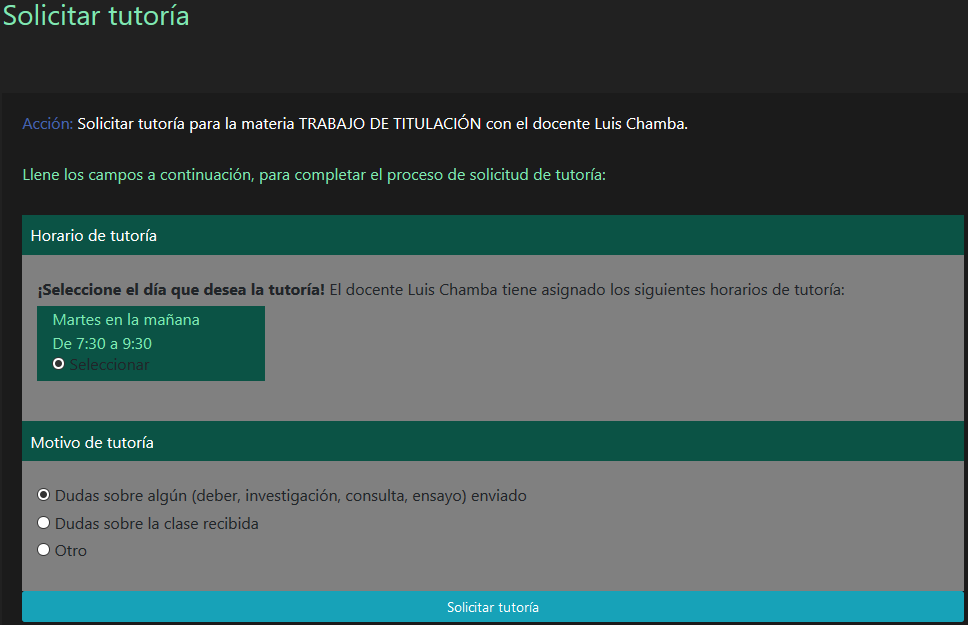 Solicitar tutoría
Acción: Solicitar tutoría para la materia TRABAJO DE TITULACIÓN con el docente Luis Chamba.
Llene los campos a continuación, para completar el proceso de solicitud de tutoría:
Horario de tutoría
¡Seleccione el día que desea la tutoría! El docente Luis Chamba tiene asignado los siguientes horarios de tutoría:
Martes en la mañana
De 7:30 a 9:30
Seleccionar
Motivo de tutoría
Dudas sobre algún (deber, investigación, consulta, ensayo) enviado
Dudas sobre la clase recibida
Otro
Solicitar tutoría